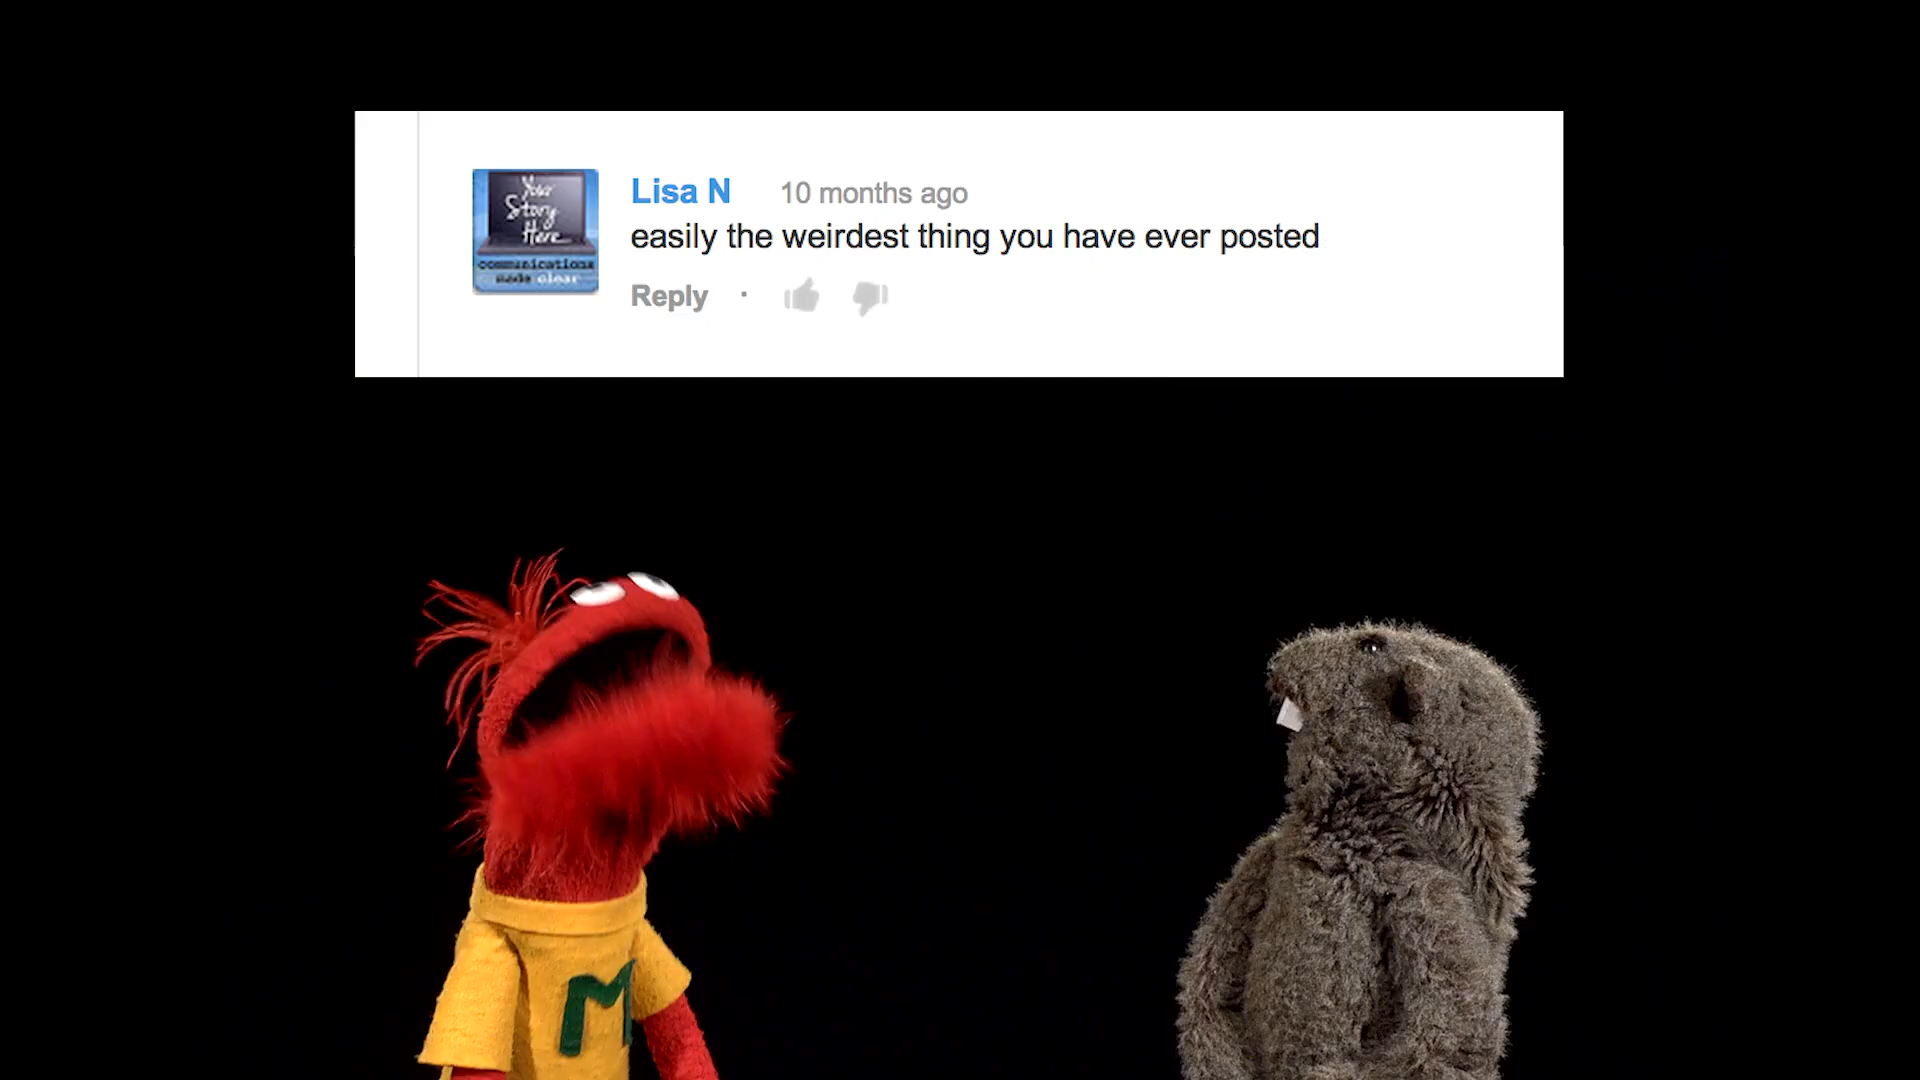 Your
Story
Here
communications
made clear
Lisa N 10 months ago
easily the weirdest thing you have ever posted
Reply ·
M